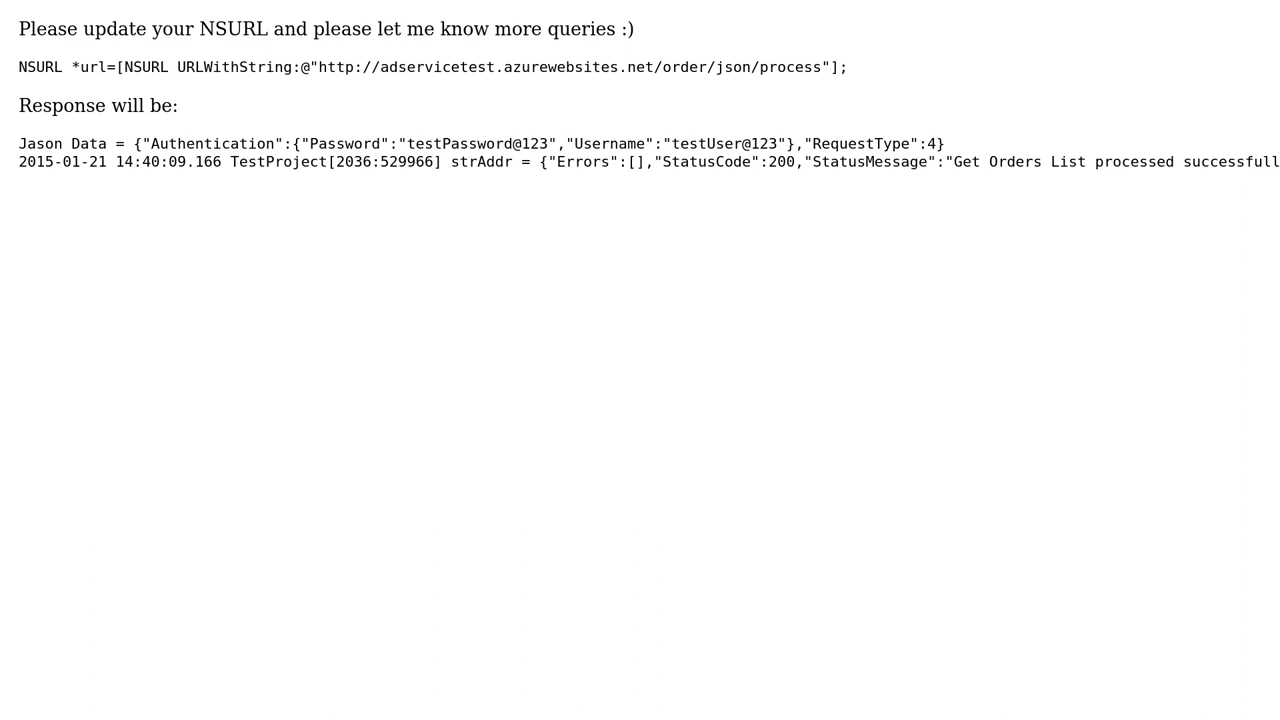 Please update your NSURL and please let me know more queries :)
NSURL *url=[NSURL URLWithString:@"http://adservicetest.azurewebsites.net/order/json/process"];
Response will be:
Jason Data = {"Authentication":{"Password":"testPassword@123","Username":"testUser@123"},"RequestType":4}
2015-01-21 14:40:09.166 TestProject[2036:529966] strAddr = {"Errors":[],"StatusCode":200,"StatusMessage":"Get Orders List processed successfull